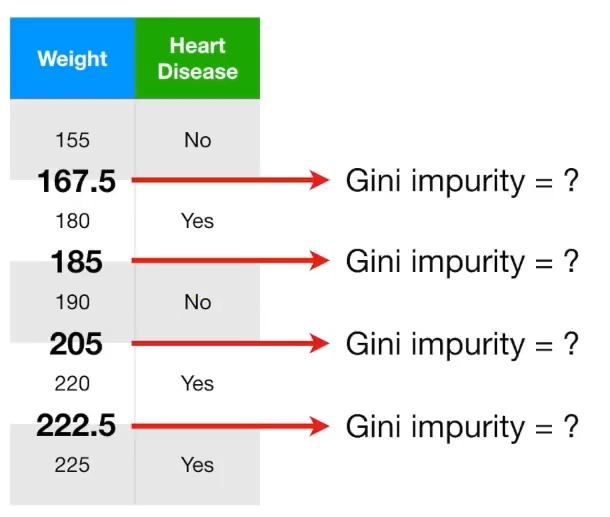 Weight Heart Disease
155 No
167.5 Gini impurity = ?
180 Yes
185 Gini impurity = ?
190 No
205 Gini impurity = ?
220 Yes
222.5 Gini impurity = ?
225 Yes